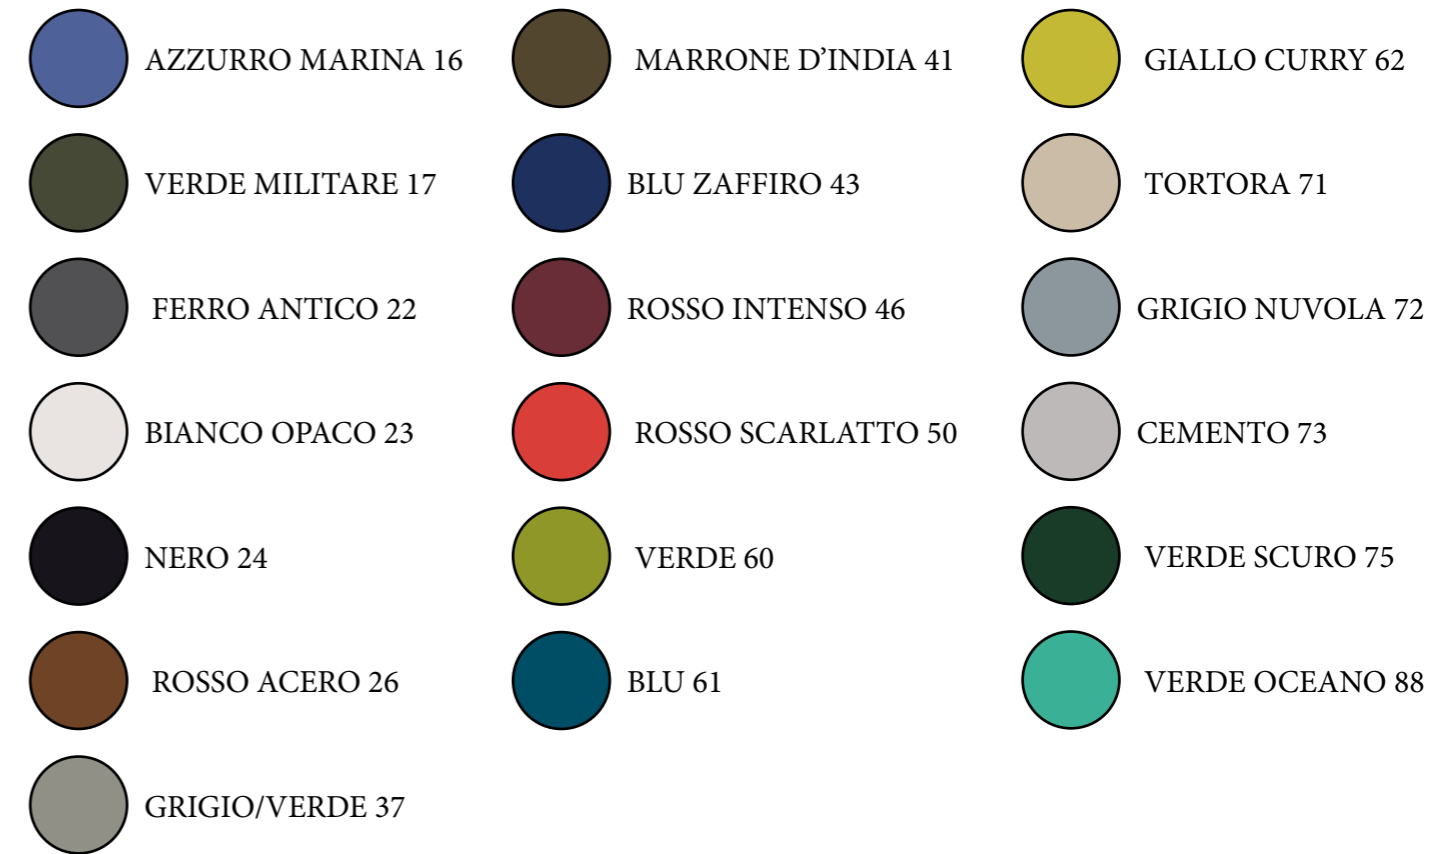 AZZURRO MARINA 16
VERDE MILITARE 17
FERRO ANTICO 22
BIANCO OPACO 23
NERO 24
ROSSO ACERO 26
GRIGIO/VERDE 37
MARRONE D’INDIA 41
BLU ZAFFIRO 43
ROSSO INTENSO 46
ROSSO SCARLATTO 50
VERDE 60
BLU 61
GIALLO CURRY 62
TORTORA 71
GRIGIO NUVOLA 72
CEMENTO 73
VERDE SCURO 75
VERDE OCEANO 88